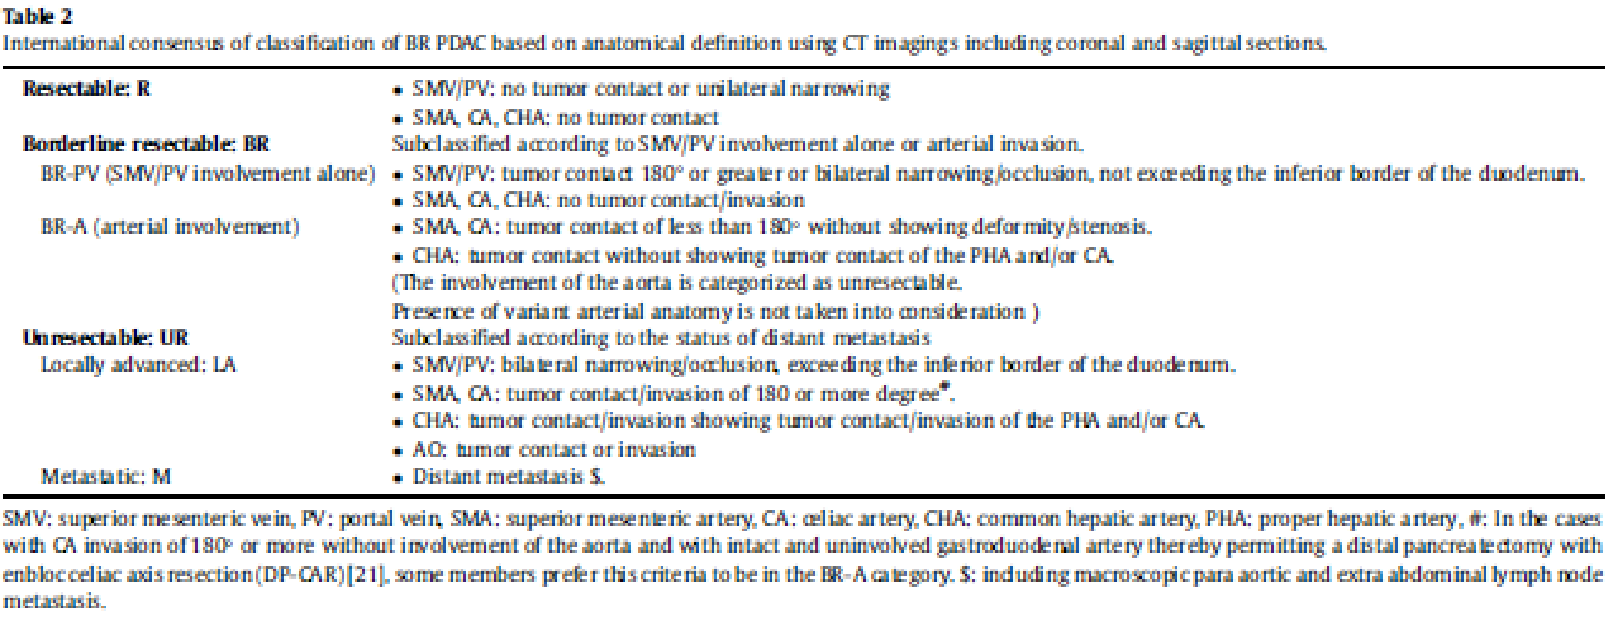 Table 2
International consensus of classification of BR PDAC based on anatomical definition using CT imagings including coronal and sagittal sections.
Resectable: R • SMV/PV: no tumor contact or unilateral narrowing
• SMA, CA, CHA: no tumor contact
Borderline resectable: BR Subclassified according to SMV/PV involvement alone or arterial invasion.
BR-PV (SMV/PV involvement alone) • SMV/PV: tumor contact 180° or greater or bilateral narrowing/occlusion, not exceeding the inferior border of the duodenum.
• SMA, CA, CHA: no tumor contact/invasion
BR-A (arterial involvement) • SMA, CA: tumor contact of less than 180° without showing deformity/stenosis.
• CHA: tumor contact without showing tumor contact of the PHA and/or CA.
(The involvement of the aorta is categorized as unresectable.
Presence of variant arterial anatomy is not taken into consideration )
Unresectable: UR Subclassified according to the status of distant metastasis
Locally advanced: LA • SMV/PV: bilateral narrowing/occlusion, exceeding the inferior border of the duodenum.
• SMA, CA: tumor contact/invasion of 180 or more degree#.
• CHA: tumor contact/invasion showing tumor contact/invasion of the PHA and/or CA.
• AO: tumor contact or invasion
Metastatic: M • Distant metastasis $.
SMV: superior mesenteric vein, PV: portal vein, SMA: superior mesenteric artery, CA: celiac artery, CHA: common hepatic artery, PHA: proper hepatic artery, #: In the cases
with CA invasion of 180° or more without involvement of the aorta and with intact and uninvolved gastroduodenal artery thereby permitting a distal pancreatectomy with
enbloc celiac axis resection (DP-CAR) [21], some members prefer this criteria to be in the BR-A category. $: including macroscopic para aortic and extra abdominal lymph node
metastasis.